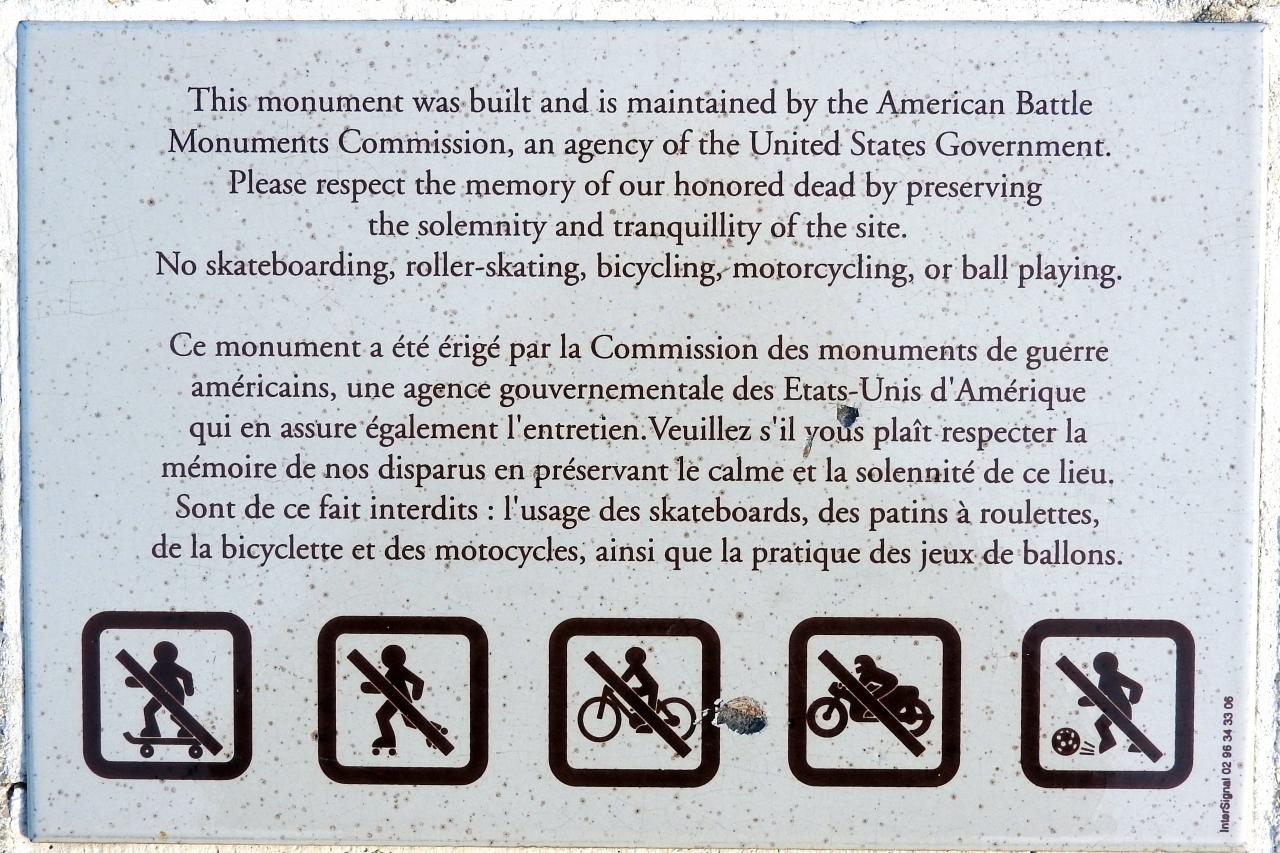 This monument was built and is maintained by the American Battle
Monuments Commission, an agency of the United States Government.
Please respect the memory of our honored dead by preserving
the solemnity and tranquillity of the site.
No skateboarding, roller-skating, bicycling, motorcycling, or ball playing.
Ce monument a été érigé par la Commission des monuments de guerre
américains, une agence gouvernementale des Etats-Unis d'Amérique
qui en assure également l'entretien.Veuillez s'il vous plaît respecter la
mémoire de nos disparus en préservant le calme et la solennité de ce lieu.
Sont de ce fait interdits : l'usage des skateboards, des patins à roulettes,
de la bicyclette et des motocycles, ainsi que la pratique des jeux de ballons.
InterSignal 02 96 34 33 06